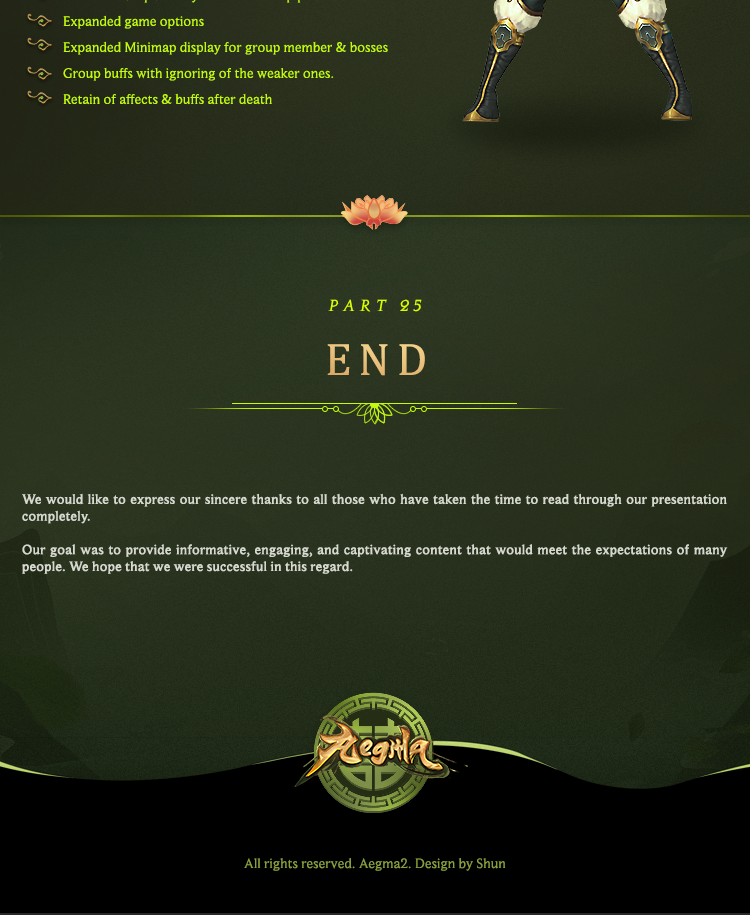 Expanded game options
Expanded Minimap display for group member & bosses
Group buffs with ignoring of the weaker ones.
Retain of affects & buffs after death
PART 25
END
We would like to express our sincere thanks to all those who have taken the time to read through our presentation
completely.
Our goal was to provide informative, engaging, and captivating content that would meet the expectations of many
people. We hope that we were successful in this regard.
Aegma
All rights reserved. Aegma2. Design by Shun